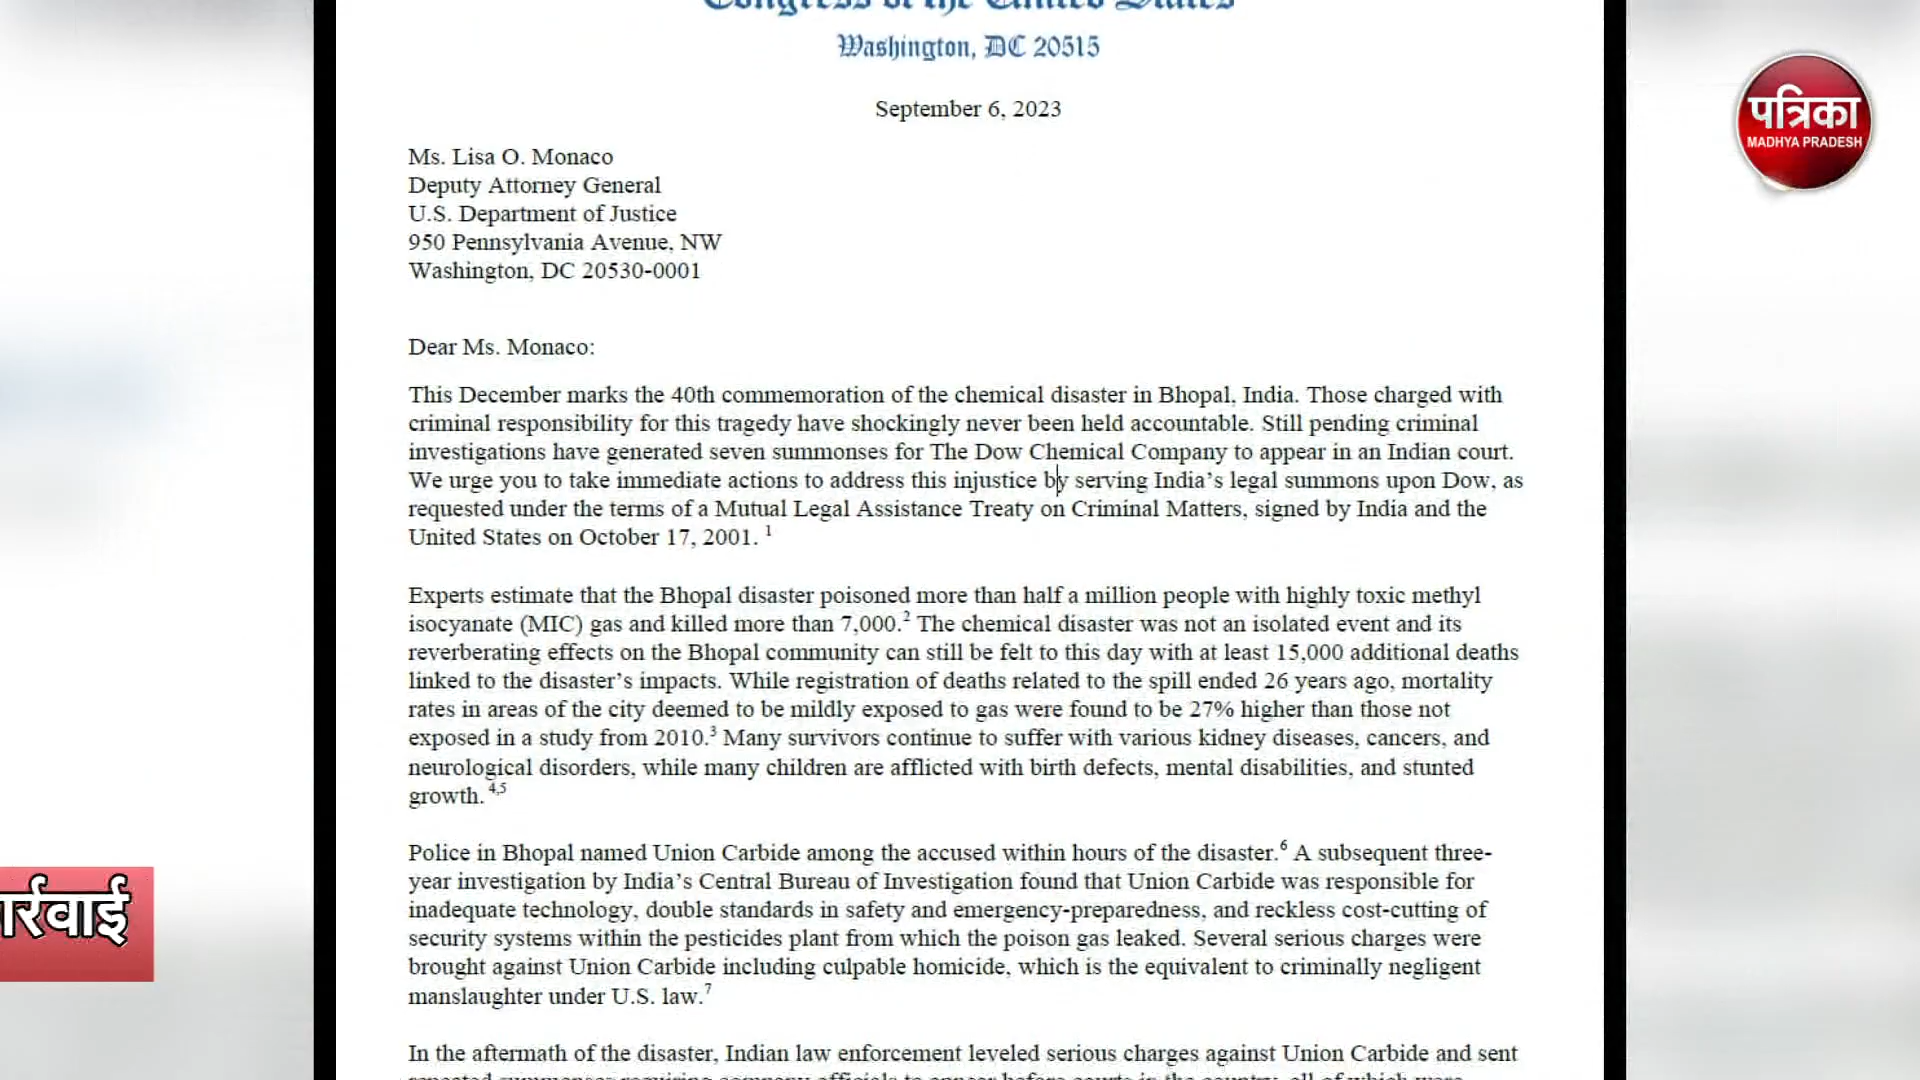 Congress of the United States
Washington, DC 20515
September 6, 2023
पत्रिका
MADHYA PRADESH
Ms. Lisa O. Monaco
Deputy Attorney General
U.S. Department of Justice
950 Pennsylvania Avenue, NW
Washington, DC 20530-0001
Dear Ms. Monaco:
This December marks the 40th commemoration of the chemical disaster in Bhopal, India. Those charged with
criminal responsibility for this tragedy have shockingly never been held accountable. Still pending criminal
investigations have generated seven summonses for The Dow Chemical Company to appear in an Indian court.
We urge you to take immediate actions to address this injustice by serving India’s legal summons upon Dow, as
requested under the terms of a Mutual Legal Assistance Treaty on Criminal Matters, signed by India and the
United States on October 17, 2001. 1
Experts estimate that the Bhopal disaster poisoned more than half a million people with highly toxic methyl
isocyanate (MIC) gas and killed more than 7,000.2 The chemical disaster was not an isolated event and its
reverberating effects on the Bhopal community can still be felt to this day with at least 15,000 additional deaths
linked to the disaster’s impacts. While registration of deaths related to the spill ended 26 years ago, mortality
rates in areas of the city deemed to be mildly exposed to gas were found to be 27% higher than those not
exposed in a study from 2010.3 Many survivors continue to suffer with various kidney diseases, cancers, and
neurological disorders, while many children are afflicted with birth defects, mental disabilities, and stunted
growth. 4,5
Police in Bhopal named Union Carbide among the accused within hours of the disaster.6 A subsequent three-
year investigation by India’s Central Bureau of Investigation found that Union Carbide was responsible for
inadequate technology, double standards in safety and emergency-preparedness, and reckless cost-cutting of
security systems within the pesticides plant from which the poison gas leaked. Several serious charges were
brought against Union Carbide including culpable homicide, which is the equivalent to criminally negligent
manslaughter under U.S. law.7
In the aftermath of the disaster, Indian law enforcement leveled serious charges against Union Carbide and sent